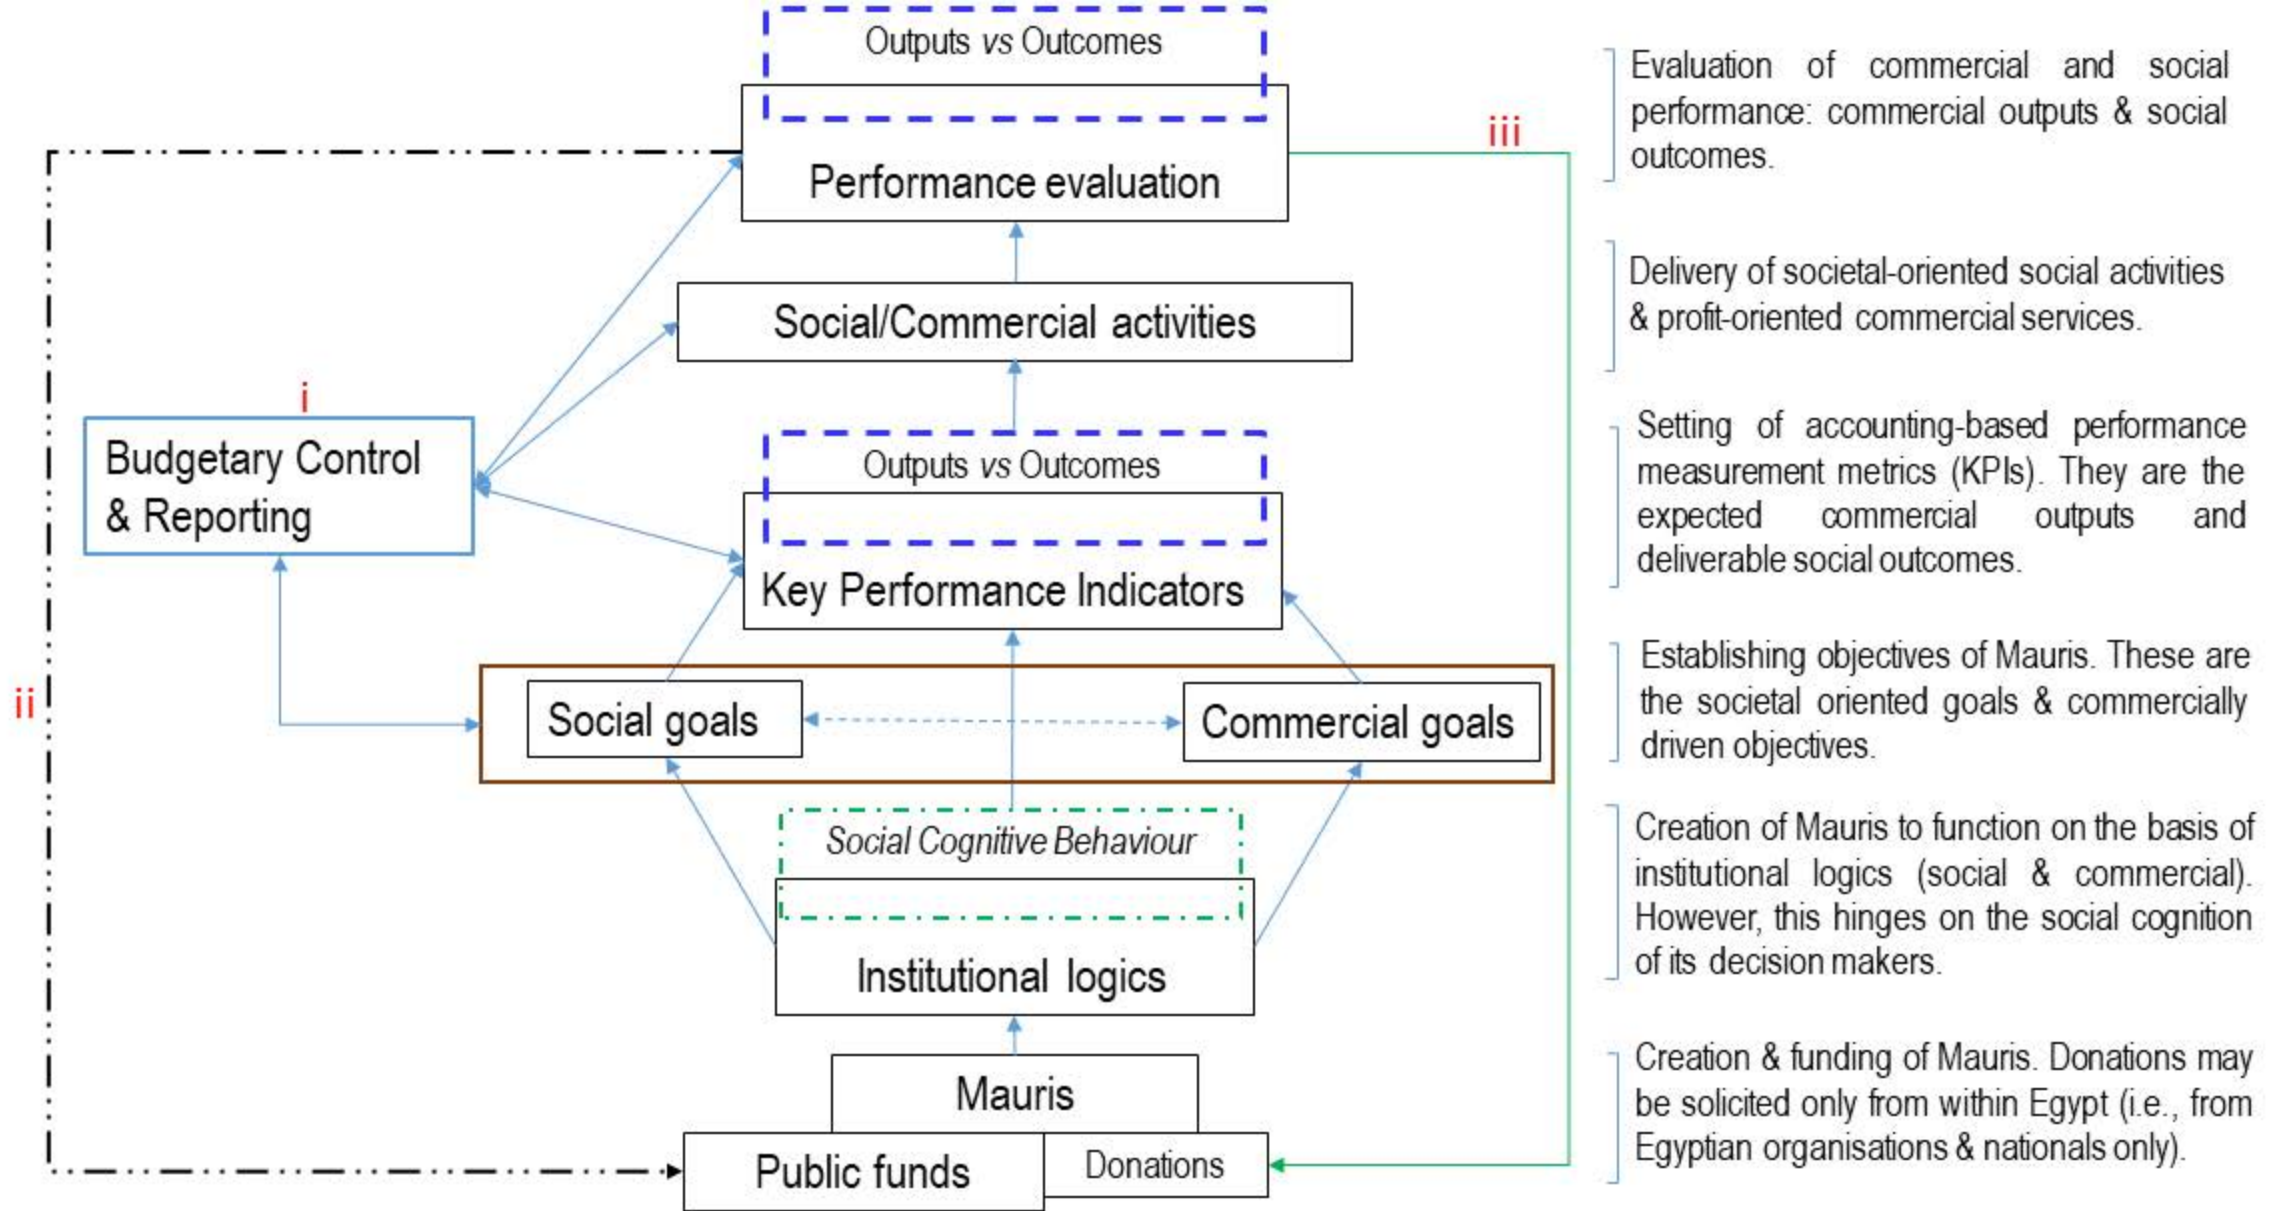 Outputs vs Outcomes
Performance evaluation
iii
Social/Commercial activities
i
Budgetary Control
& Reporting
Outputs vs Outcomes
Key Performance Indicators
ii
Social goals
Commercial goals
Social Cognitive Behaviour
Institutional logics
Mauris
Public funds
Donations
Evaluation of commercial and social
performance: commercial outputs & social
outcomes.
Delivery of societal-oriented social activities
& profit-oriented commercial services.
Setting of accounting-based performance
measurement metrics (KPIs). They are the
expected commercial outputs and
deliverable social outcomes.
Establishing objectives of Mauris. These are
the societal oriented goals & commercially
driven objectives.
Creation of Mauris to function on the basis of
institutional logics (social & commercial).
However, this hinges on the social cognition
of its decision makers.
Creation & funding of Mauris. Donations may
be solicited only from within Egypt (i.e., from
Egyptian organisations & nationals only).